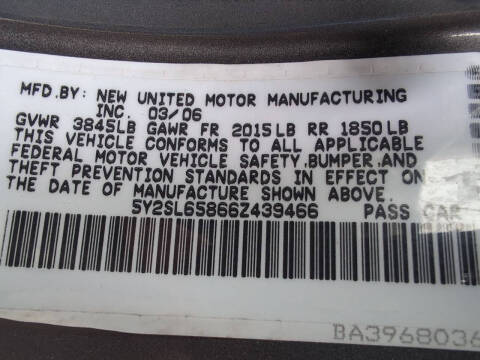 MFD.BY: NEW UNITED MOTOR MANUFACTURING
INC. 03/06
GVWR 3845LB GAWR FR 2015LB RR 1850LB
THIS VEHICLE CONFORMS TO ALL APPLICABLE
FEDERAL MOTOR VEHICLE SAFETY,BUMPER,AND
THEFT PREVENTION STANDARDS IN EFFECT ON
THE DATE OF MANUFACTURE SHOWN ABOVE.
5Y2SL65866Z439466 PASS CAR
BA3968036